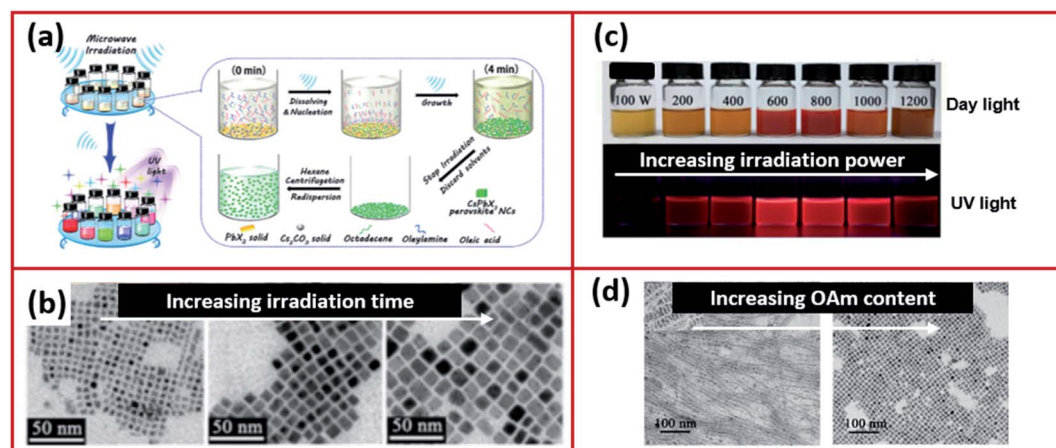 (a)
Microwave
Irradiation
UV
light
(0 min)
Dissolving
& Nucleation
Growth
(4 min)
Stop Irradiation
Discard solvents
Hexane
Centrifugation
Redispersion
CsPbX₃
perovskite NCs
PbX₂ solid
Cs₂CO₃ solid
Octadecene
Oleylemine
Oleic acid
(c)
100 W
200
400
600
800
1000
1200
Day light
Increasing irradiation power
UV light
(b)
Increasing irradiation time
50 nm
50 nm
50 nm
(d)
Increasing OAm content
100 nm
100 nm